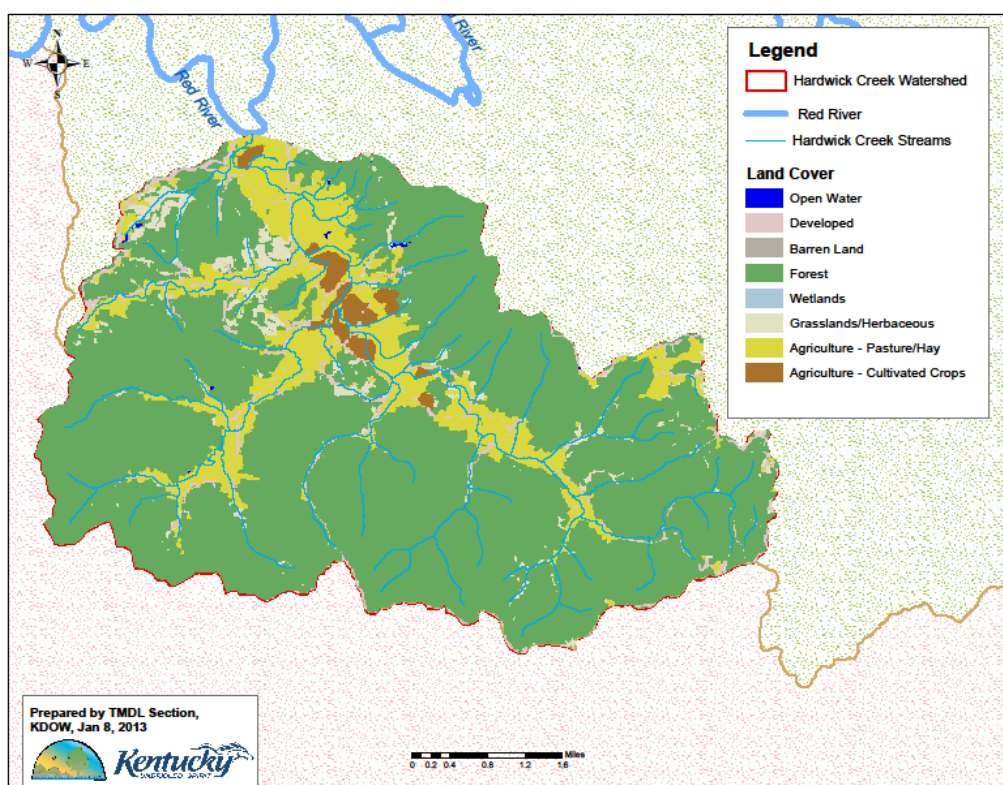 N
W
E
S
Red River
River
Legend
Hardwick Creek Watershed
Red River
Hardwick Creek Streams
Land Cover
Open Water
Developed
Barren Land
Forest
Wetlands
Grasslands/Herbaceous
Agriculture - Pasture/Hay
Agriculture - Cultivated Crops
Prepared by TMDL Section,
KDOW, Jan 8, 2013
Kentucky
UNBRIDLED SPIRIT
Miles
0 0.2 0.4 0.8 1.2 1.6